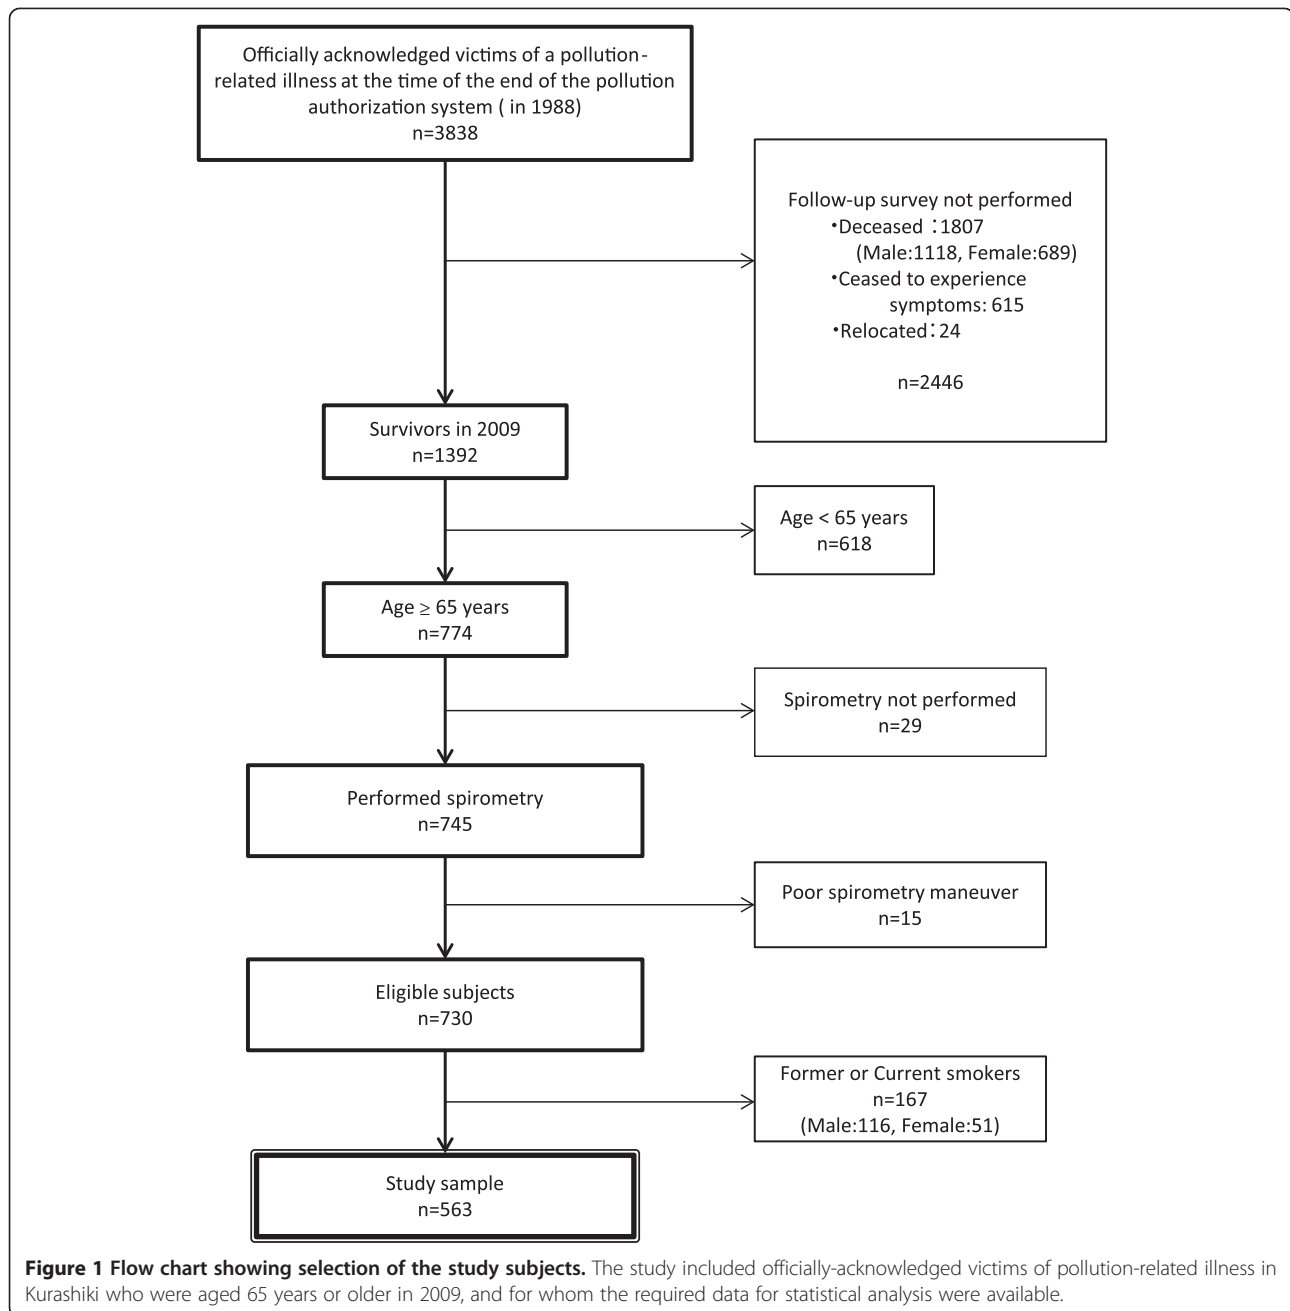 Officially acknowledged victims of a pollution-
related illness at the time of the end of the pollution
authorization system ( in 1988)
n=3838
Follow-up survey not performed
・Deceased :1807
(Male:1118, Female:689)
・Ceased to experience
symptoms: 615
・Relocated:24
n=2446
Survivors in 2009
n=1392
Age < 65 years
n=618
Age ≥ 65 years
n=774
Spirometry not performed
n=29
Performed spirometry
n=745
Poor spirometry maneuver
n=15
Eligible subjects
n=730
Former or Current smokers
n=167
(Male:116, Female:51)
Study sample
n=563
Figure 1 Flow chart showing selection of the study subjects. The study included officially-acknowledged victims of pollution-related illness in
Kurashiki who were aged 65 years or older in 2009, and for whom the required data for statistical analysis were available.